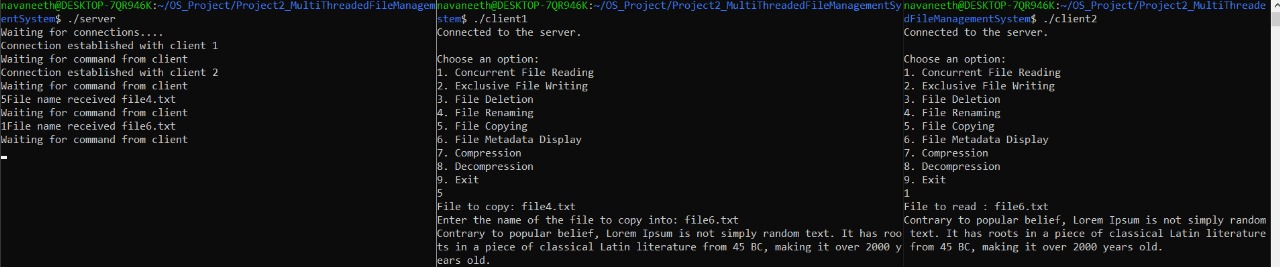 navaneeth@DESKTOP-7QR946K:~/OS_Project/Project2_MultiThreadedFileManagem
entSystem$ ./server
Waiting for connections....
Connection established with client 1
Waiting for command from client
Connection established with client 2
Waiting for command from client
5File name received file4.txt
Waiting for command from client
1File name received file6.txt
Waiting for command from client
navaneeth@DESKTOP-7QR946K:~/OS_Project/Project2_MultiThreadedFileManagementSy
stem$ ./client1
Connected to the server.
Choose an option:
1. Concurrent File Reading
2. Exclusive File Writing
3. File Deletion
4. File Renaming
5. File Copying
6. File Metadata Display
7. Compression
8. Decompression
9. Exit
5
File to copy: file4.txt
Enter the name of the file to copy into: file6.txt
Contrary to popular belief, Lorem Ipsum is not simply random text. It has roo
ts in a piece of classical Latin literature from 45 BC, making it over 2000 y
ears old.
navaneeth@DESKTOP-7QR946K:~/OS_Project/Project2_MultiThreade
dFileManagementSystem$ ./client2
Connected to the server.
Choose an option:
1. Concurrent File Reading
2. Exclusive File Writing
3. File Deletion
4. File Renaming
5. File Copying
6. File Metadata Display
7. Compression
8. Decompression
9. Exit
1
File to read : file6.txt
Contrary to popular belief, Lorem Ipsum is not simply random
 text. It has roots in a piece of classical Latin literature
 from 45 BC, making it over 2000 years old.